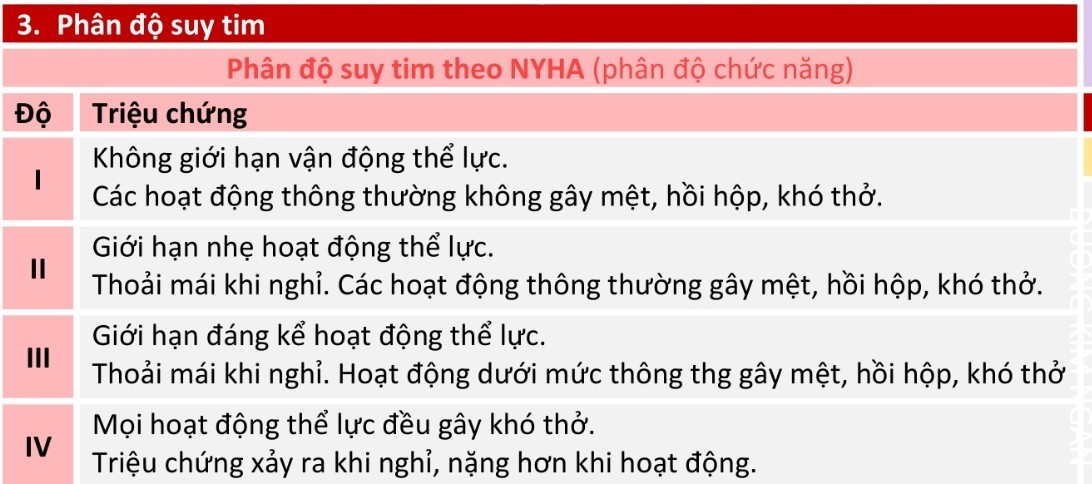 3. Phân độ suy tim
Phân độ suy tim theo NYHA (phân độ chức năng)
Độ Triệu chứng
I
Không giới hạn vận động thể lực.
Các hoạt động thông thường không gây mệt, hồi hộp, khó thở.
II
Giới hạn nhẹ hoạt động thể lực.
Thoải mái khi nghỉ. Các hoạt động thông thường gây mệt, hồi hộp, khó thở.
III
Giới hạn đáng kể hoạt động thể lực.
Thoải mái khi nghỉ. Hoạt động dưới mức thông thg gây mệt, hồi hộp, khó thở
IV
Mọi hoạt động thể lực đều gây khó thở.
Triệu chứng xảy ra khi nghỉ, nặng hơn khi hoạt động.